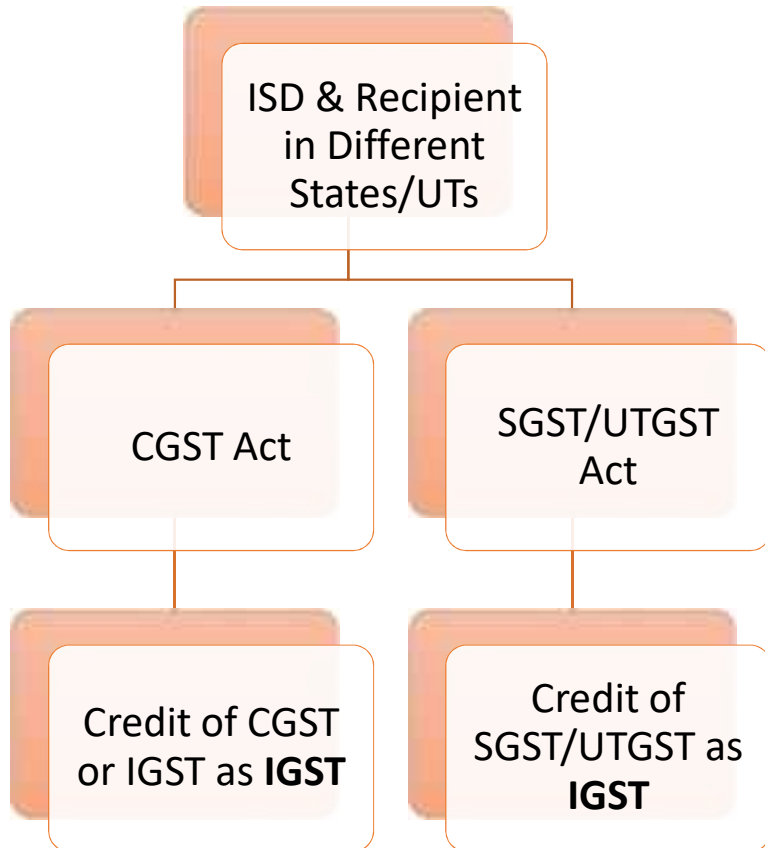 ISD & Recipient
in Different
States/UTs
CGST Act
SGST/UTGST
Act
Credit of CGST
or IGST as IGST
Credit of
SGST/UTGST as
IGST